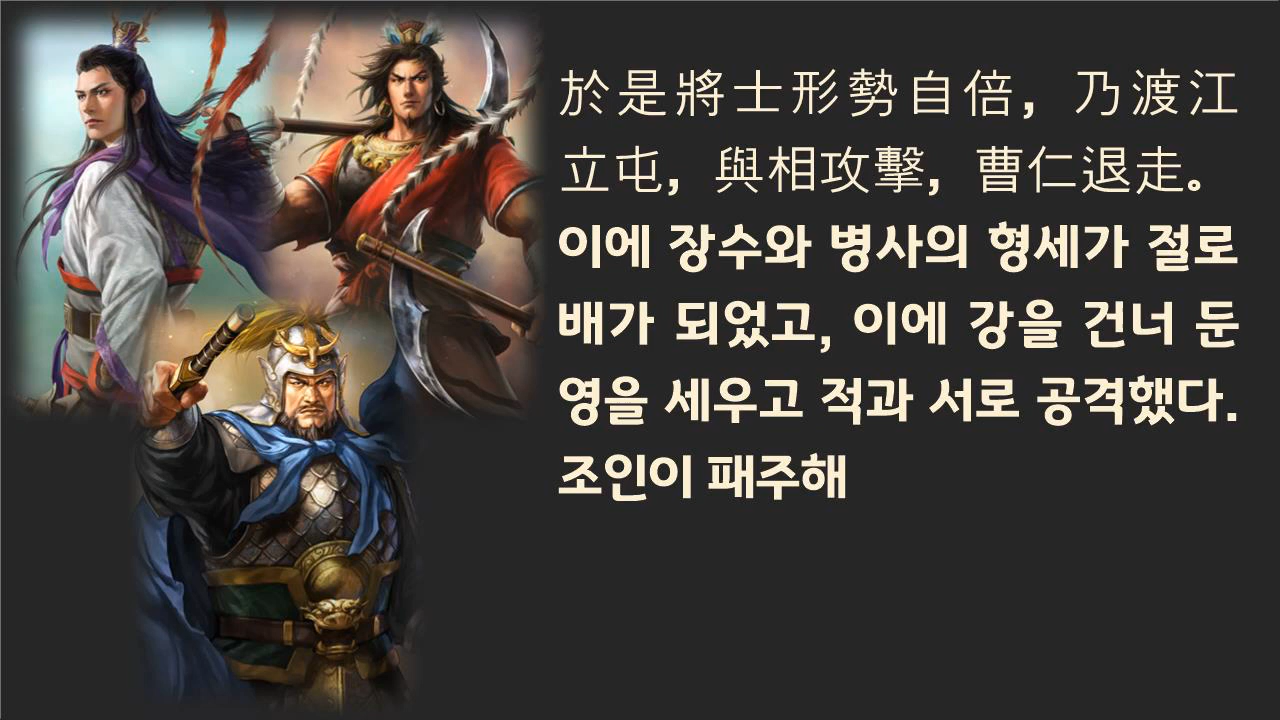 於是將士形勢自倍，乃渡江
立屯，與相攻擊，曹仁退走。
이에 장수와 병사의 형세가 절로
배가 되었고, 이에 강을 건너 둔
영을 세우고 적과 서로 공격했다.
조인이 패주해